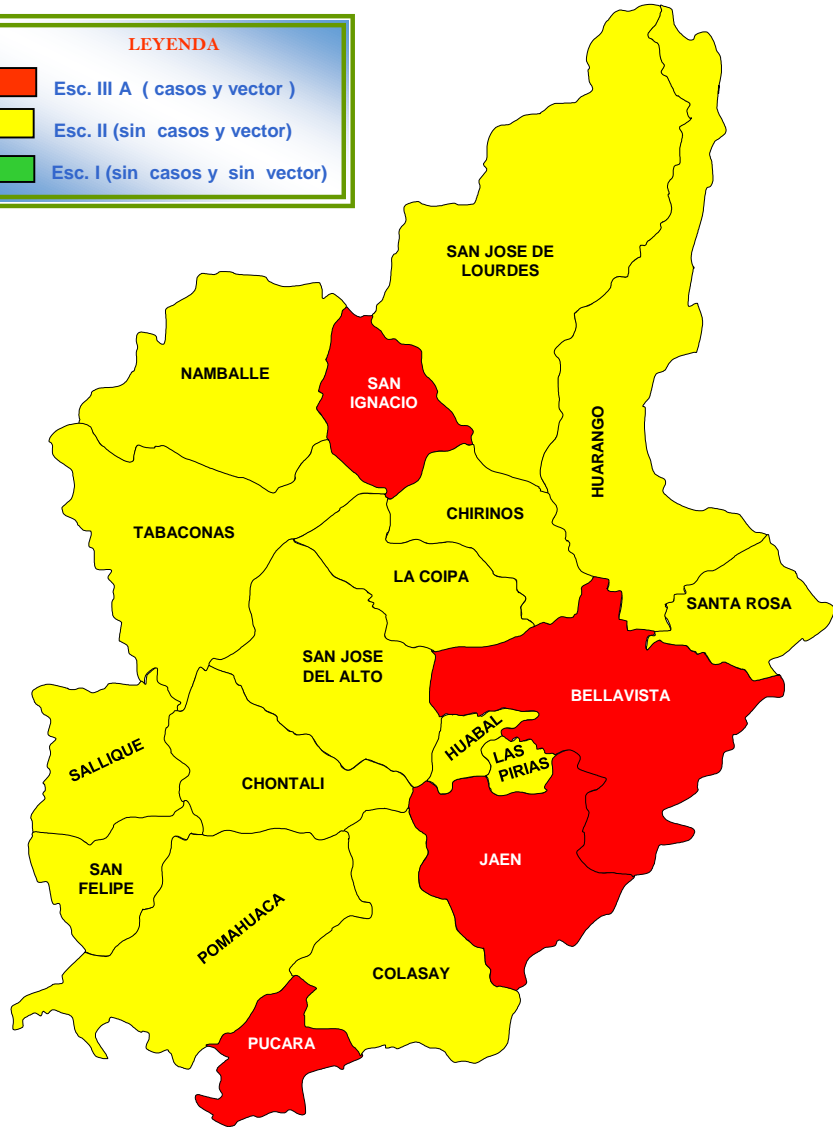 LEYENDA
Esc. III A ( casos y vector )
Esc. II (sin casos y vector)
Esc. I (sin casos y sin vector)
SAN JOSE DE
LOURDES
NAMBALLE
SAN
IGNACIO
HUARANGO
CHIRINOS
TABACONAS
LA COIPA
SANTA ROSA
SAN JOSE
DEL ALTO
BELLAVISTA
HUABAL
SALLIQUE
LAS
PIRIAS
CHONTALI
JAEN
SAN
FELIPE
POMAHUACA
COLASAY
PUCARA